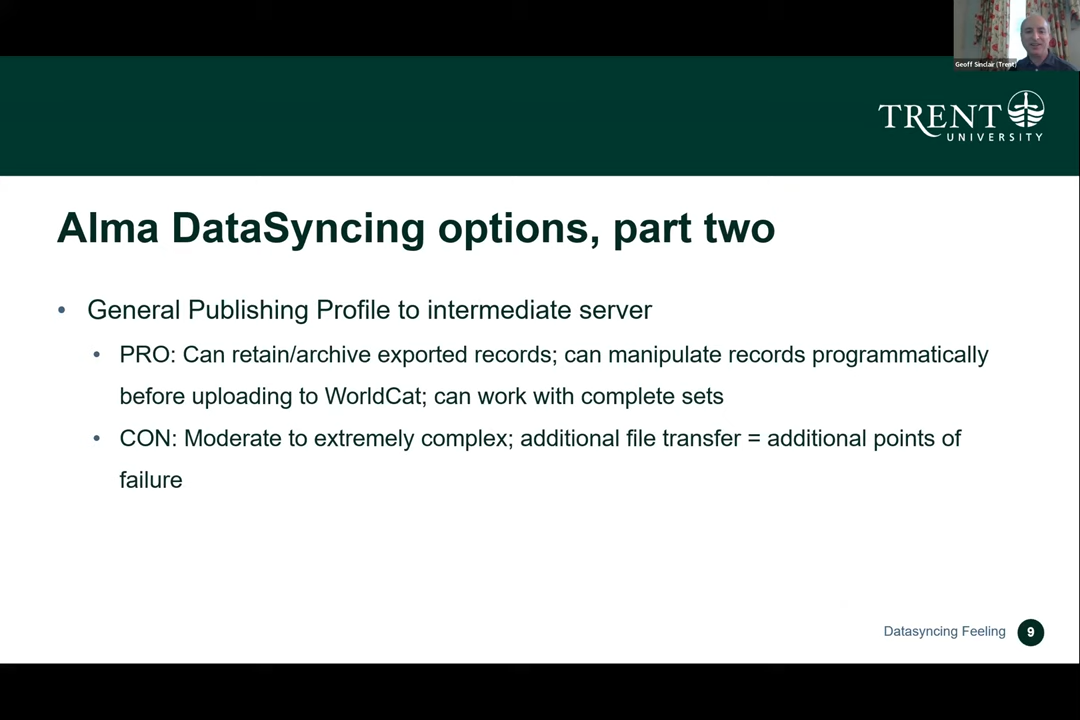 Geoff Sinclair (Trent)
TRENT
UNIVERSITY
Alma DataSyncing options, part two
• General Publishing Profile to intermediate server
• PRO: Can retain/archive exported records; can manipulate records programmatically
before uploading to WorldCat; can work with complete sets
• CON: Moderate to extremely complex; additional file transfer = additional points of
failure
Datasyncing Feeling 9